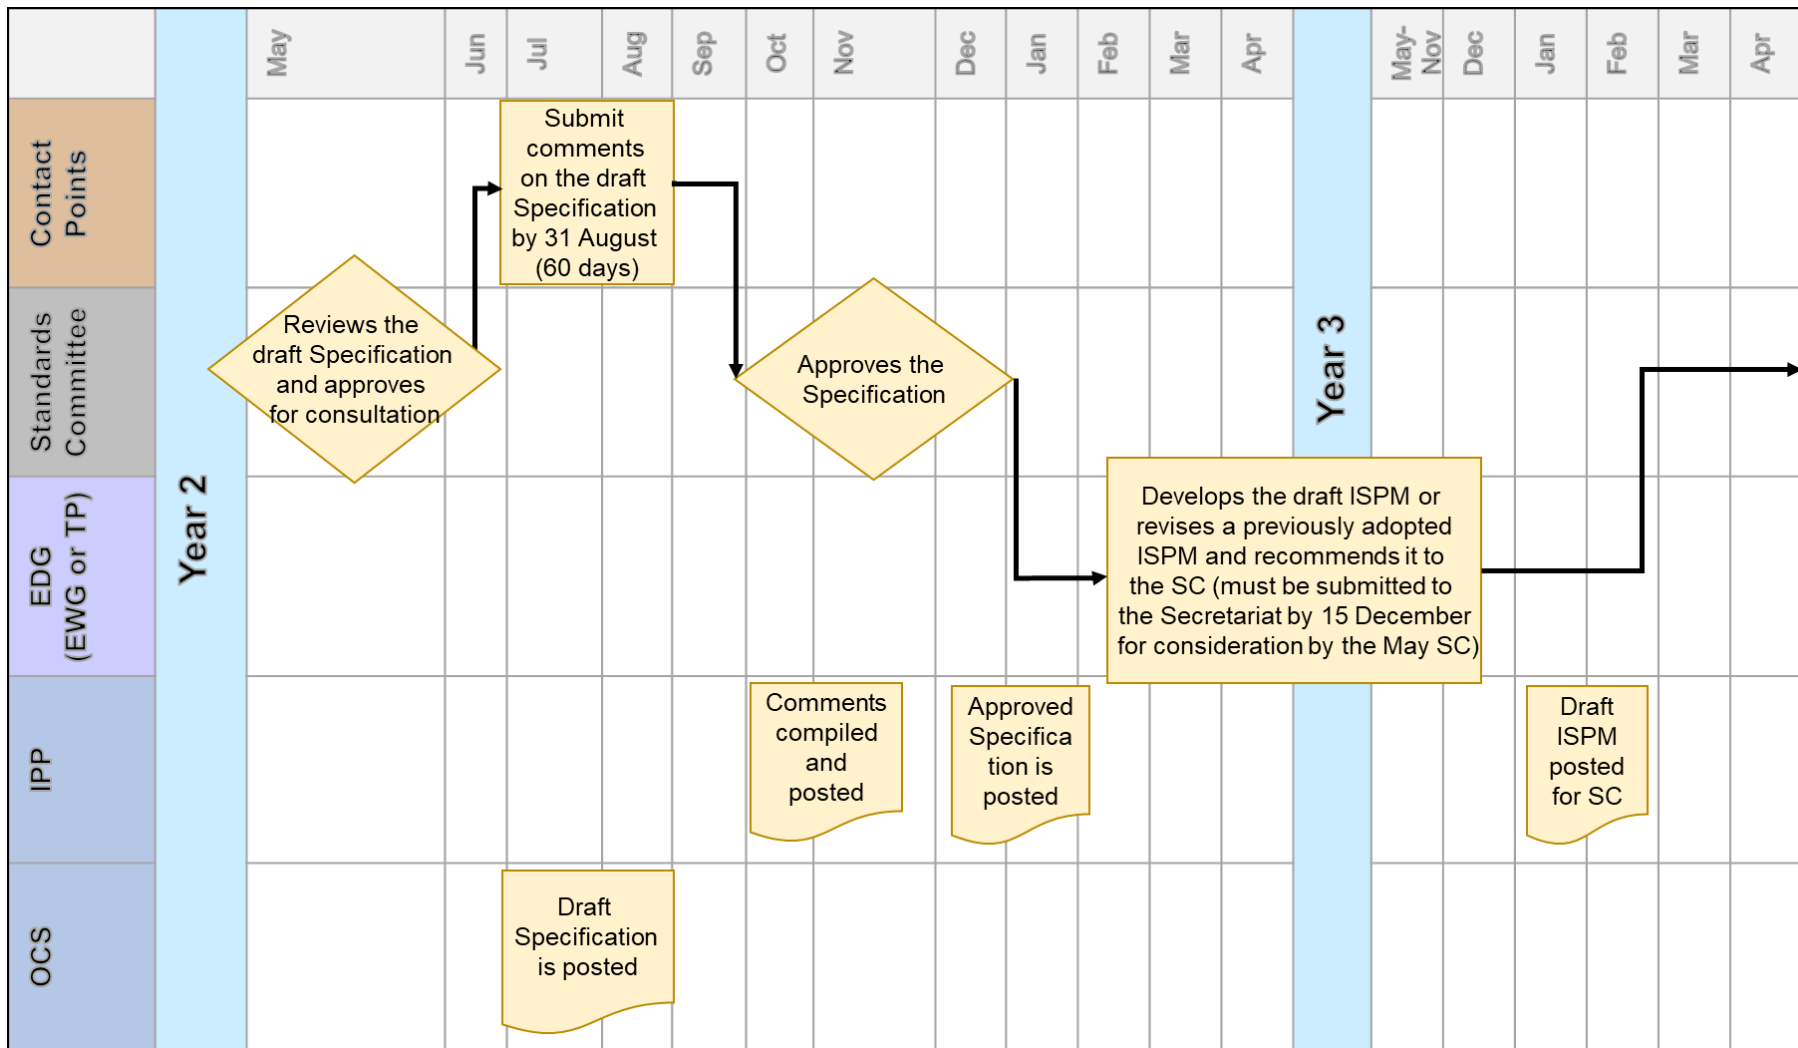 May
Jun
Jul
Aug
Sep
Oct
Nov
Dec
Jan
Feb
Mar
Apr
May-
Nov
Dec
Jan
Feb
Mar
Apr
Year 2
Year 3
Contact
Points
Submit
comments
on the draft
Specification
by 31 August
(60 days)
Standards
Committee
Reviews the
draft Specification
and approves
for consultation
Approves the
Specification
EDG
(EWG or TP)
Develops the draft ISPM or
revises a previously adopted
ISPM and recommends it to
the SC (must be submitted to
the Secretariat by 15 December
for consideration by the May SC)
IPP
Comments
compiled
and
posted
Approved
Specifica
tion is
posted
Draft
ISPM
posted
for SC
OCS
Draft
Specification
is posted